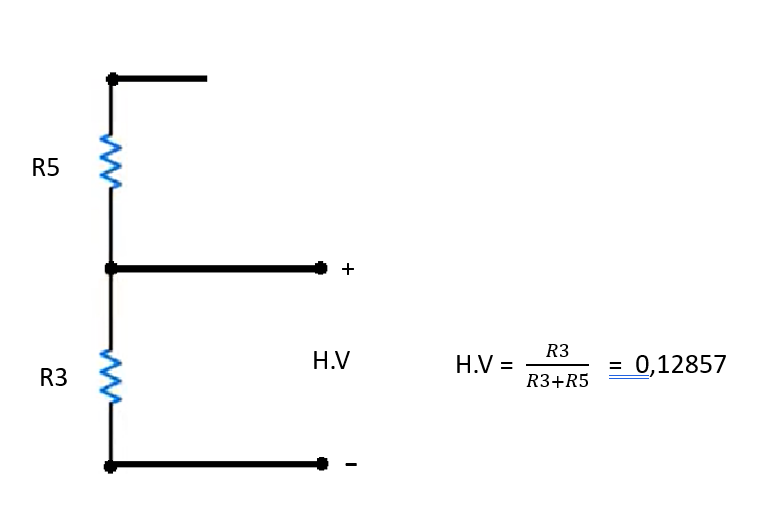 R5
+
H.V
H.V = R3/R3+R5 = 0,12857
R3
-